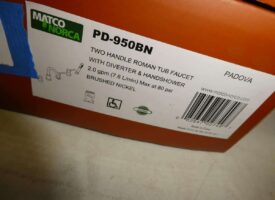 MATCO
NORCA
PD-950BN
TWO HANDLE ROMAN TUB FAUCET
WITH DIVERTER & HANDSHOWER
2.0 gpm (7.6 L/min) Max at 80 psi
BRUSHED NICKEL
PADOVA